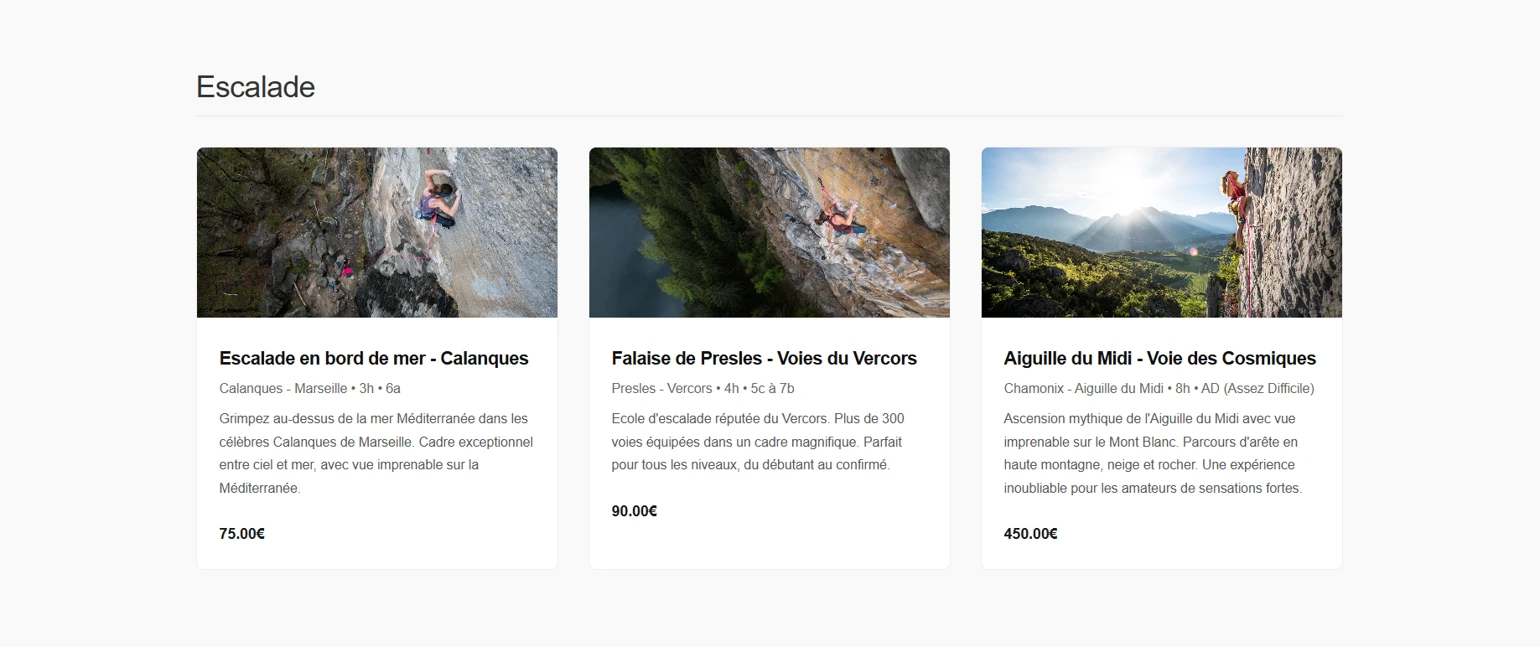 Escalade
Escalade en bord de mer - Calanques
Calanques - Marseille • 3h • 6a
Grimpez au-dessus de la mer Méditerranée dans les
célèbres Calanques de Marseille. Cadre exceptionnel
entre ciel et mer, avec vue imprenable sur la
Méditerranée.
75.00€
Falaise de Presles - Voies du Vercors
Presles - Vercors • 4h • 5c à 7b
Ecole d'escalade réputée du Vercors. Plus de 300
voies équipées dans un cadre magnifique. Parfait
pour tous les niveaux, du débutant au confirmé.
90.00€
Aiguille du Midi - Voie des Cosmiques
Chamonix - Aiguille du Midi • 8h • AD (Assez Difficile)
Ascension mythique de l'Aiguille du Midi avec vue
imprenable sur le Mont Blanc. Parcours d'arête en
haute montagne, neige et rocher. Une expérience
inoubliable pour les amateurs de sensations fortes.
450.00€